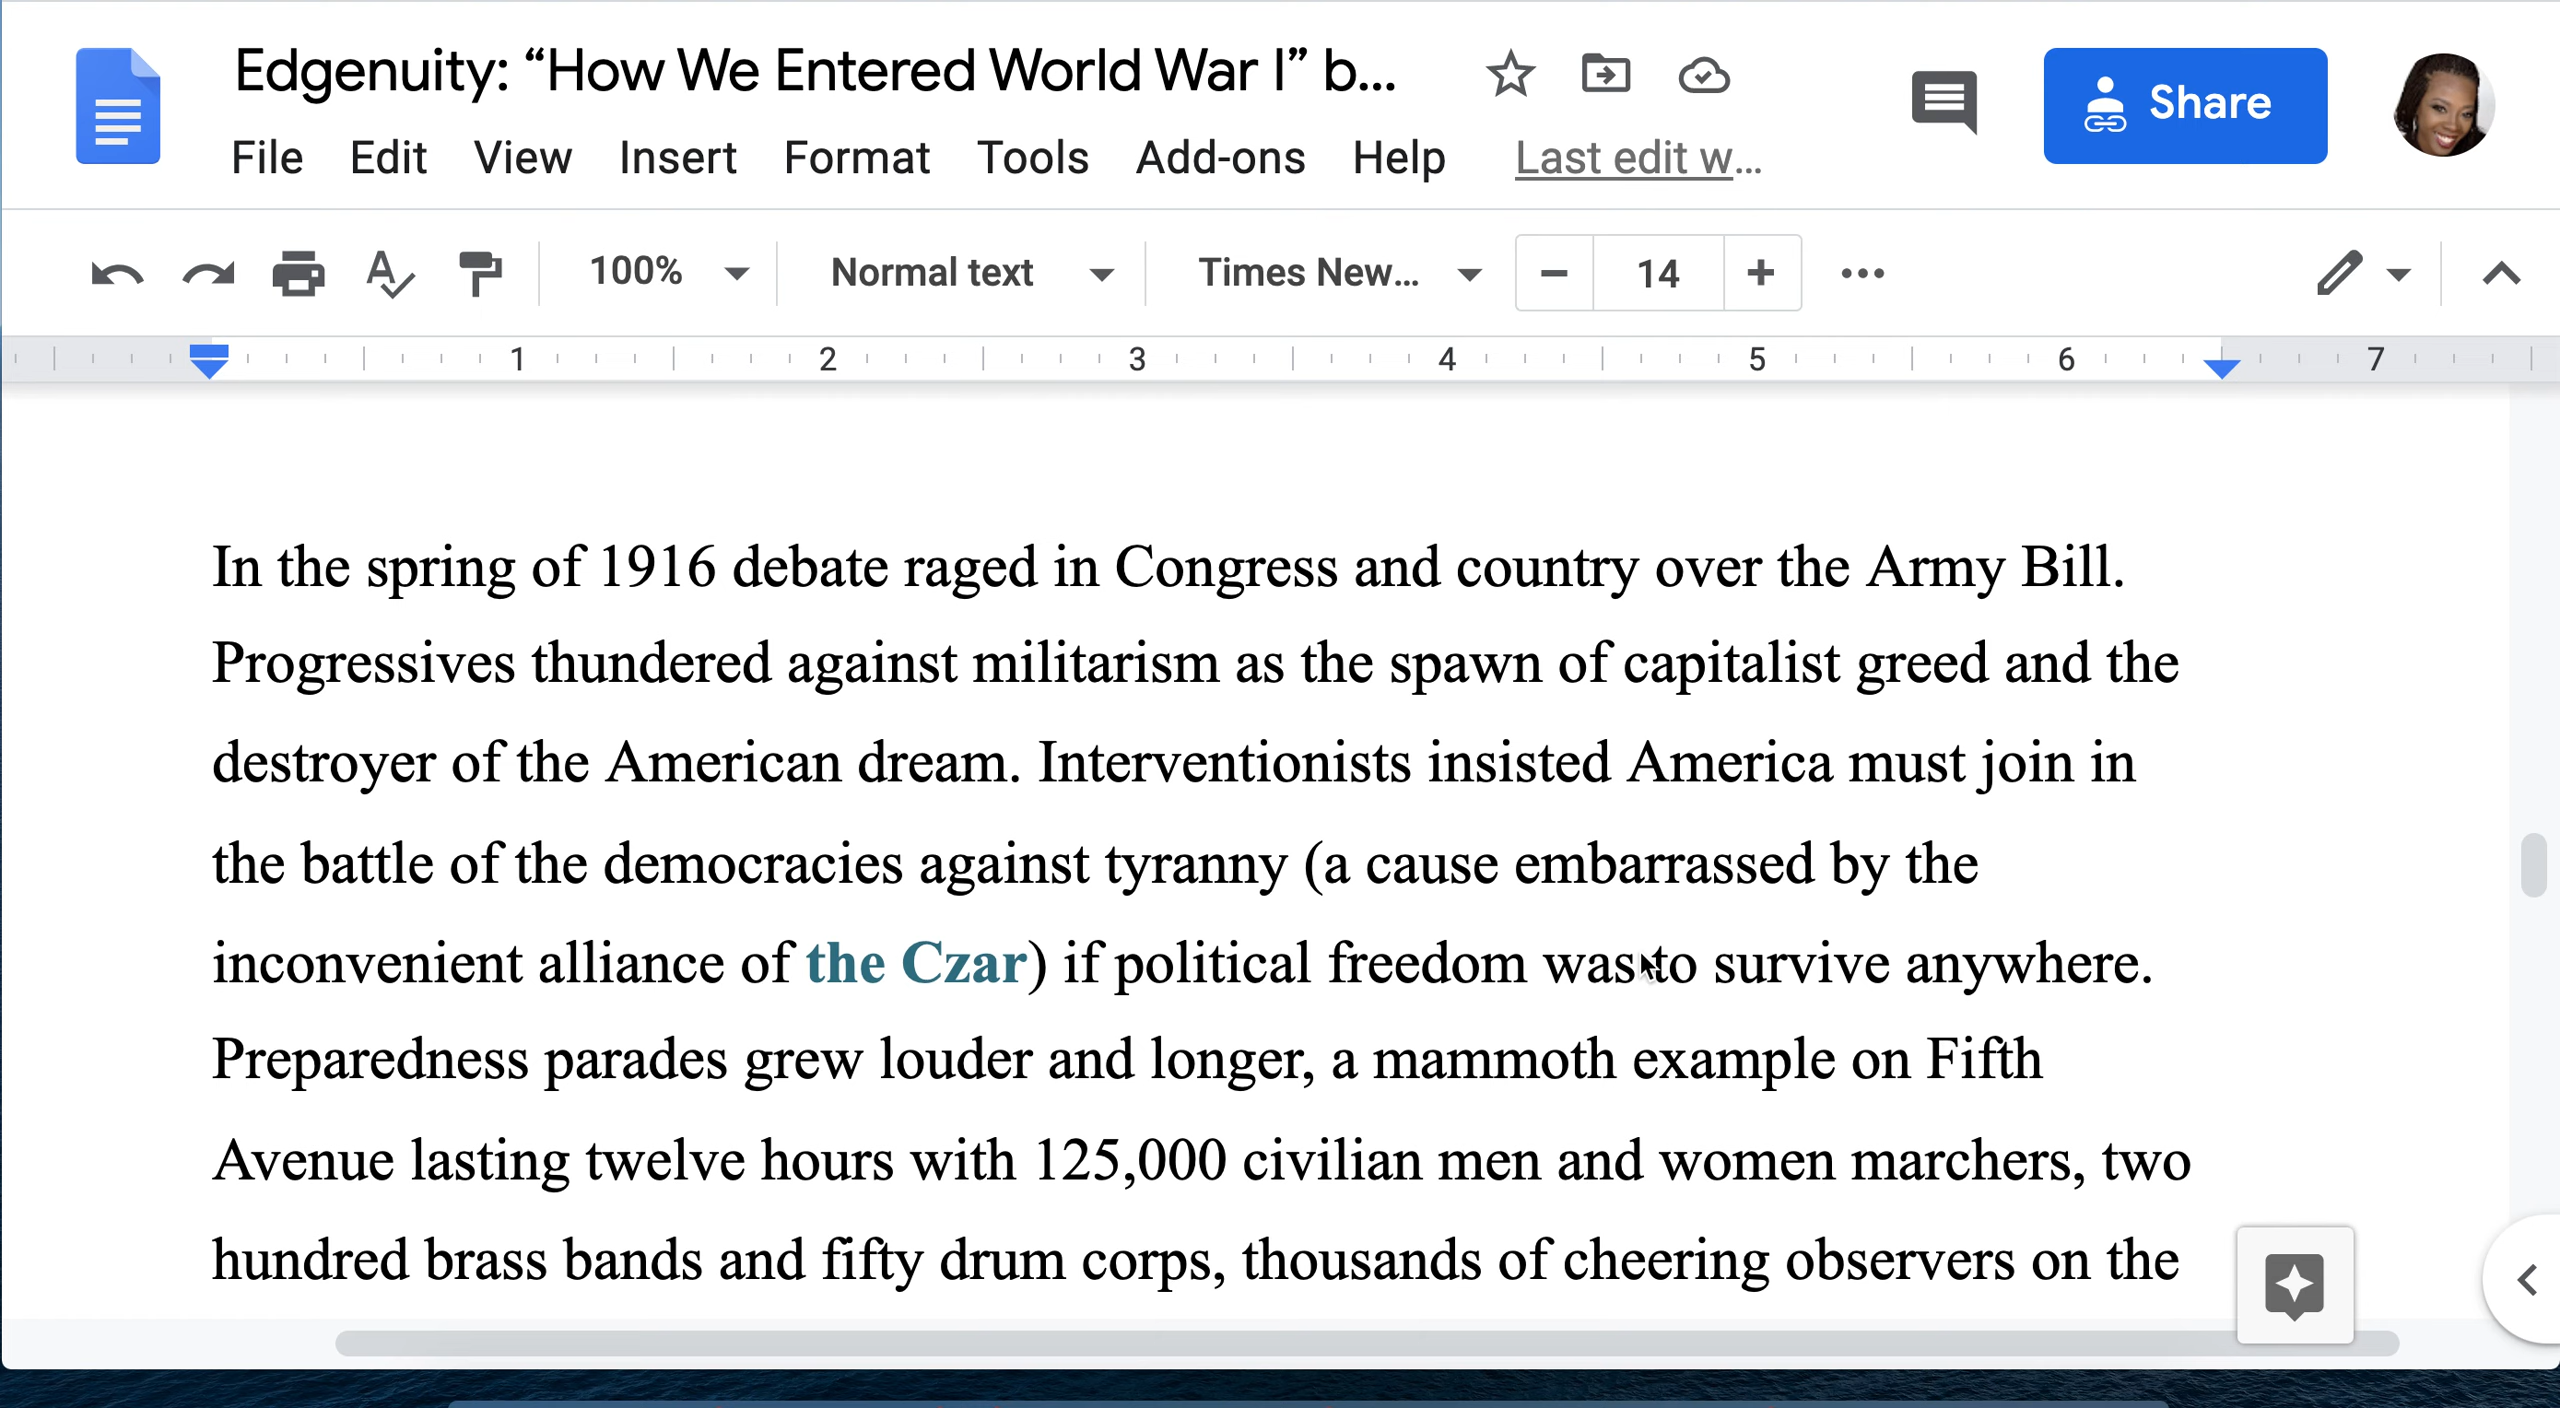 Edgenuity: “How We Entered World War I” b...
File Edit View Insert Format Tools Add-ons Help Last edit w...
Share
100% Normal text Times New... − 14 +
1 2 3 4 5 6 7
In the spring of 1916 debate raged in Congress and country over the Army Bill.
Progressives thundered against militarism as the spawn of capitalist greed and the
destroyer of the American dream. Interventionists insisted America must join in
the battle of the democracies against tyranny (a cause embarrassed by the
inconvenient alliance of the Czar) if political freedom was to survive anywhere.
Preparedness parades grew louder and longer, a mammoth example on Fifth
Avenue lasting twelve hours with 125,000 civilian men and women marchers, two
hundred brass bands and fifty drum corps, thousands of cheering observers on the